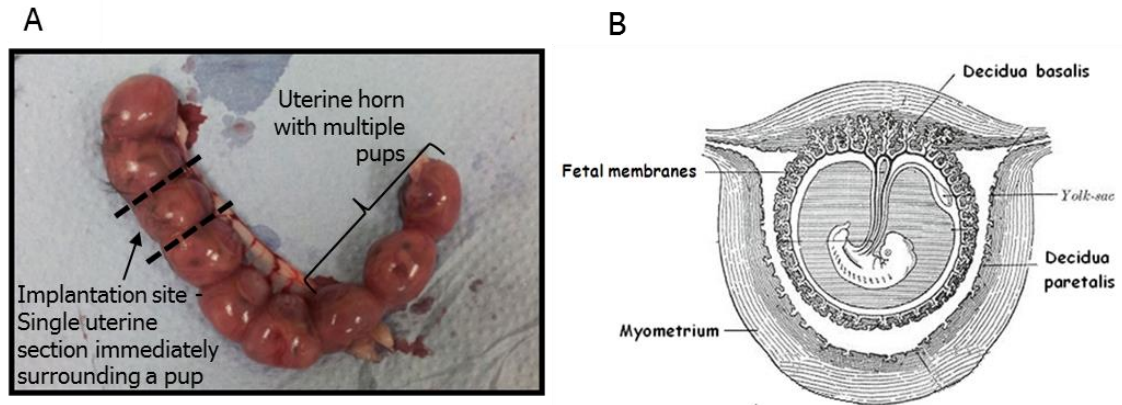 A
B
Uterine horn
with multiple
pups
Implantation site -
Single uterine
section immediately
surrounding a pup
Decidua basalis
Fetal membranes
Yolk-sac
Decidua
paretalis
Myometrium